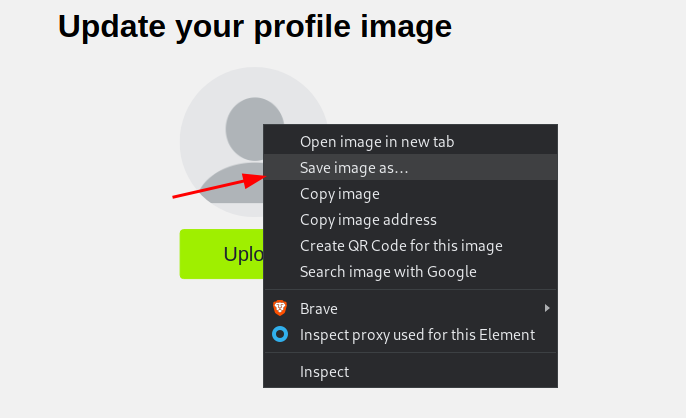 Update your profile image
Open image in new tab
Save image as...
Copy image
Copy image address
Create QR Code for this image
Search image with Google
Uplo
Brave
Inspect proxy used for this Element
Inspect